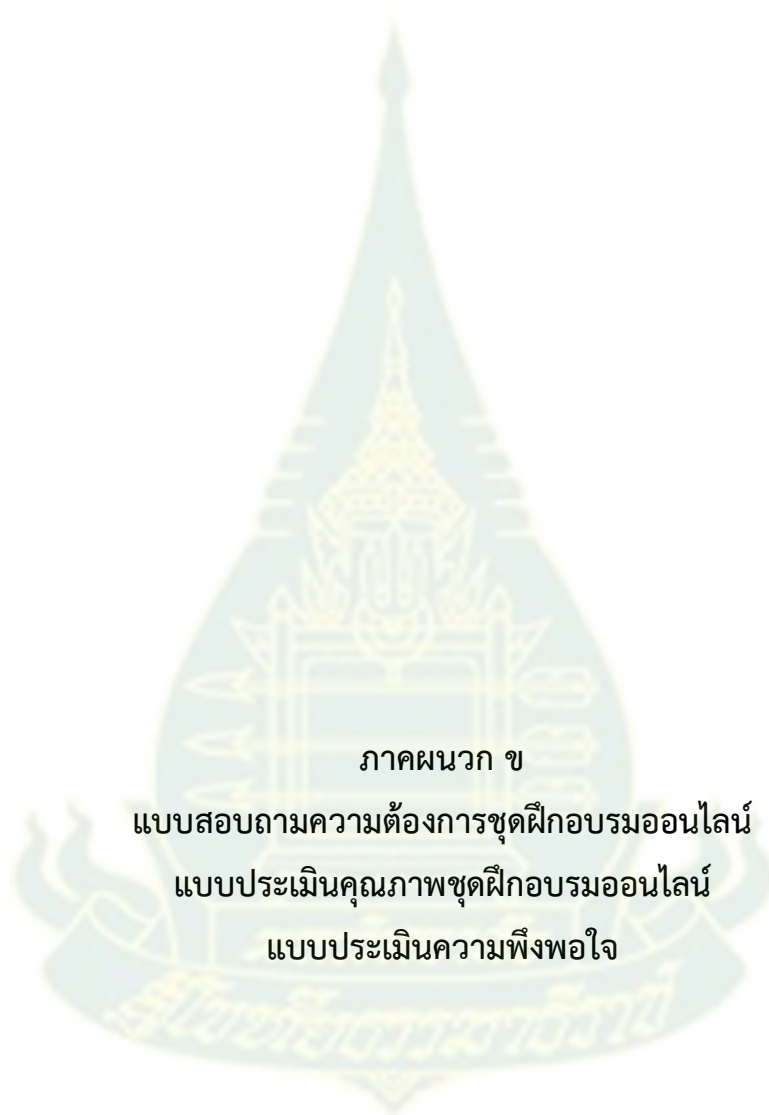 ภาคผนวก ข
แบบสอบถามความต้องการชุดฝึกอบรมออนไลน์
แบบประเมินคุณภาพชุดฝึกอบรมออนไลน์
แบบประเมินความพึงพอใจ